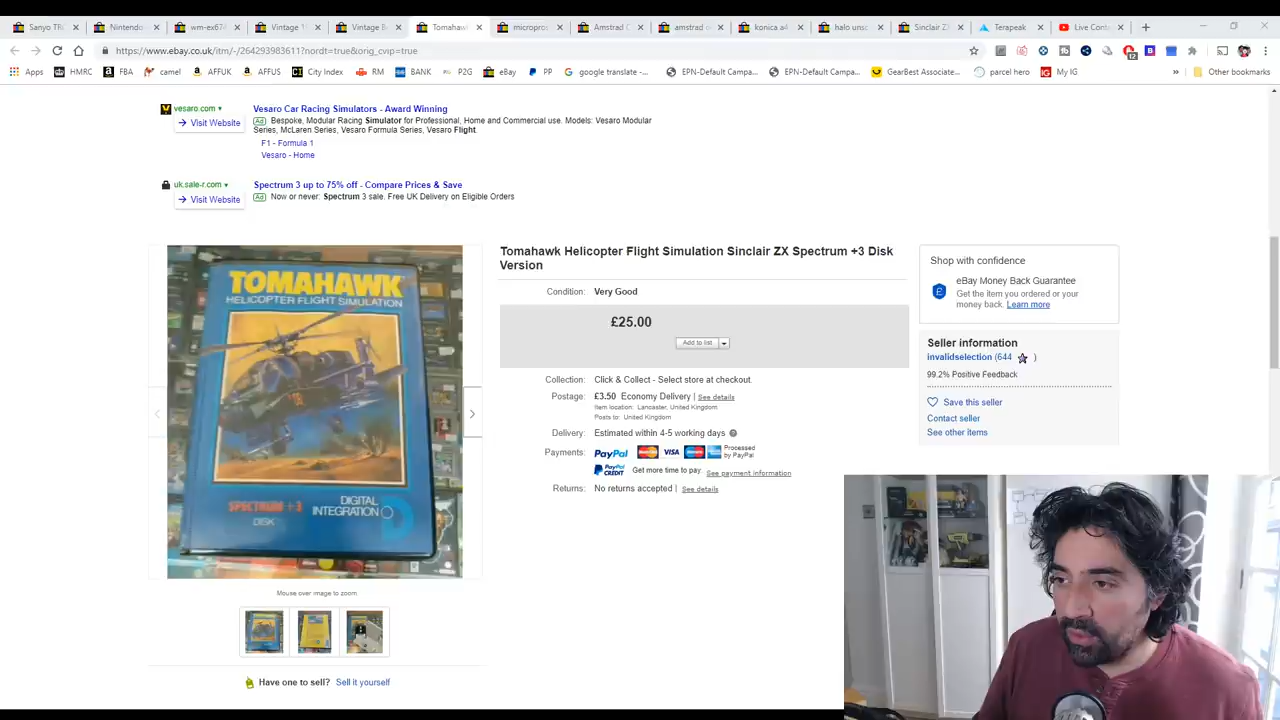 Sanyo TR
Nintendo
wm-ex674
Vintage 1
Vintage Be
Tomahawk
micropro
Amstrad C
amstrad c
konica a4
halo unsc
Sinclair ZX
Terapeak
Live Cont
https://www.ebay.co.uk/itm/-/264293983611?nordt=true&orig_cvip=true
12
Apps HMRC FBA camel AFFUK AFFUS City Index RM BANK P2G eBay PP google translate -... EPN-Default Campa... EPN-Default Campa... GearBest Associate... parcel hero My IG » Other bookmarks
vesaro.com
Visit Website
Vesaro Car Racing Simulators - Award Winning
Ad Bespoke, Modular Racing Simulator for Professional, Home and Commercial use. Models: Vesaro Modular
Series, McLaren Series, Vesaro Formula Series, Vesaro Flight.
F1 - Formula 1
Vesaro - Home
uk.sale-r.com
Visit Website
Spectrum 3 up to 75% off - Compare Prices & Save
Ad Now or never: Spectrum 3 sale. Free UK Delivery on Eligible Orders
TOMAHAWK
HELICOPTER FLIGHT SIMULATION
SPECTRUM +3
DISK
DIGITAL
INTEGRATION
Mouse over image to zoom
Have one to sell? Sell it yourself
Tomahawk Helicopter Flight Simulation Sinclair ZX Spectrum +3 Disk
Version
Condition: Very Good
£25.00
Add to list
Collection: Click & Collect - Select store at checkout.
Postage: £3.50 Economy Delivery | See details
Item location: Lancaster, United Kingdom
Posts to: United Kingdom
Delivery: Estimated within 4-5 working days
Payments: PayPal VISA Processed
by PayPal
PayPal CREDIT Get more time to pay. See payment information
Returns: No returns accepted | See details
Shop with confidence
eBay Money Back Guarantee
Get the item you ordered or your
money back. Learn more
Seller information
invalidselection (644 )
99.2% Positive Feedback
Save this seller
Contact seller
See other items